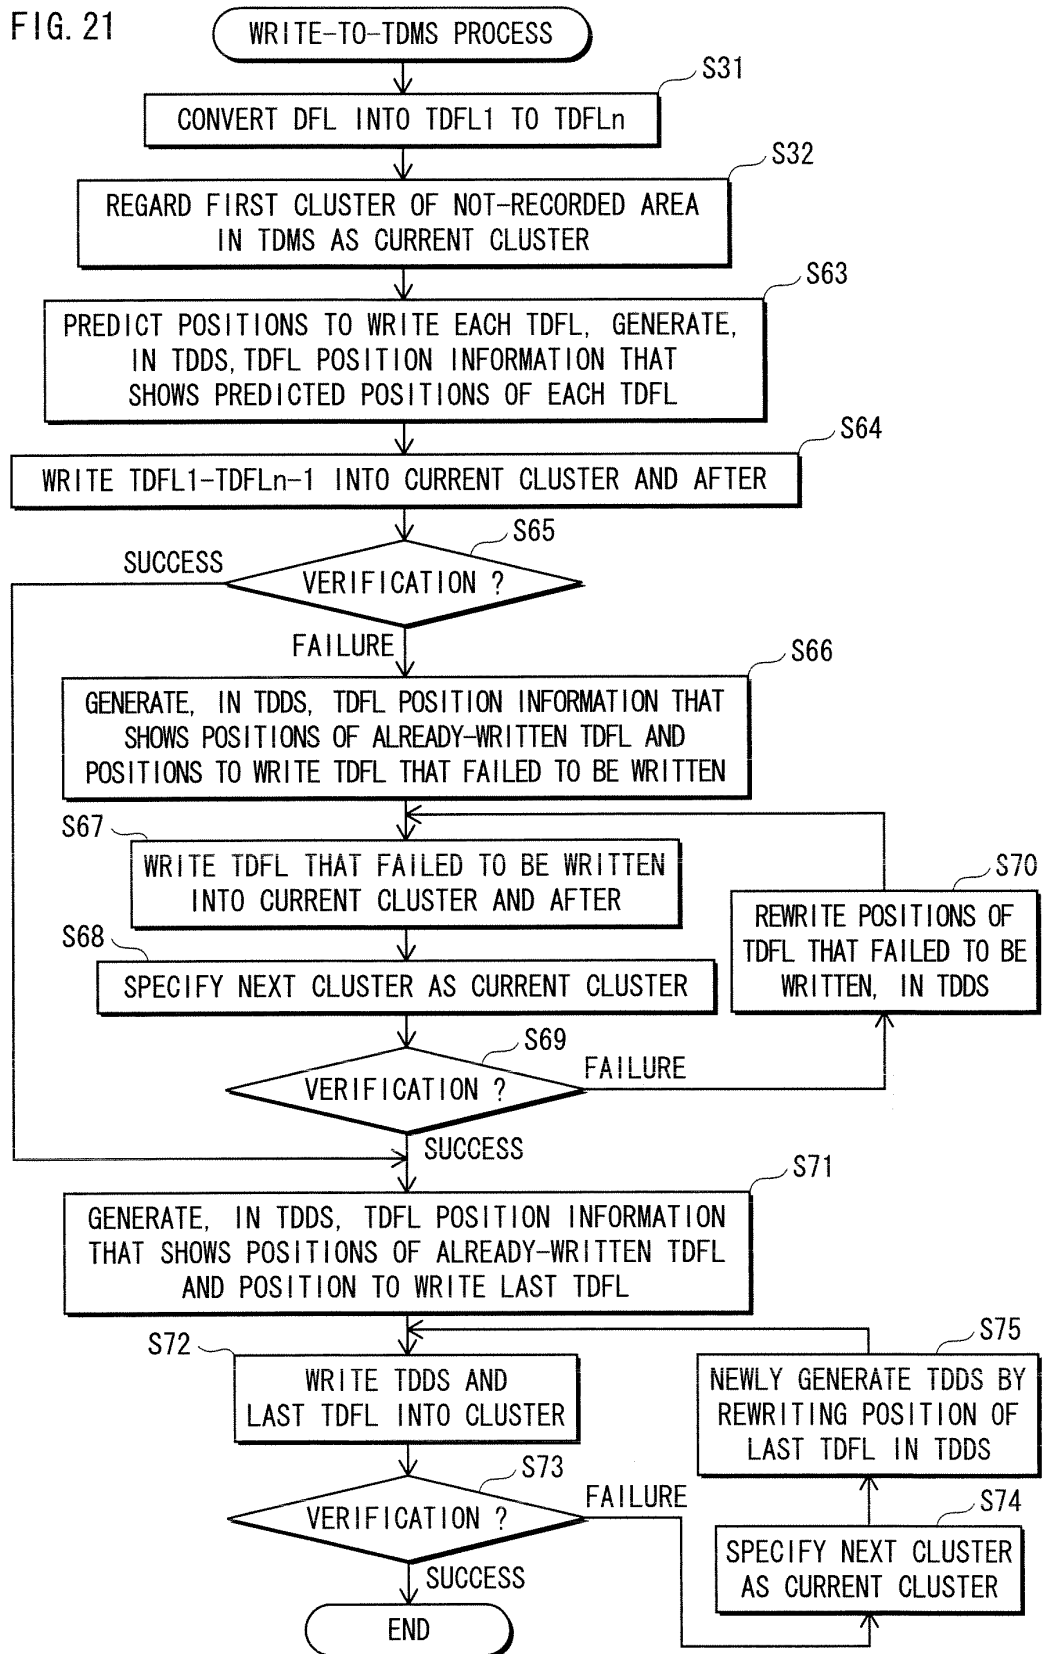 FIG. 21
WRITE-TO-TDMS PROCESS
S31
CONVERT DFL INTO TDFL1 TO TDFLn
S32
REGARD FIRST CLUSTER OF NOT-RECORDED AREA
IN TDMS AS CURRENT CLUSTER
S63
PREDICT POSITIONS TO WRITE EACH TDFL, GENERATE,
IN TDDS, TDFL POSITION INFORMATION THAT
SHOWS PREDICTED POSITIONS OF EACH TDFL
S64
WRITE TDFL1-TDFLn-1 INTO CURRENT CLUSTER AND AFTER
S65
SUCCESS
VERIFICATION ?
FAILURE
S66
GENERATE, IN TDDS, TDFL POSITION INFORMATION THAT
SHOWS POSITIONS OF ALREADY-WRITTEN TDFL AND
POSITIONS TO WRITE TDFL THAT FAILED TO BE WRITTEN
S67
WRITE TDFL THAT FAILED TO BE WRITTEN
INTO CURRENT CLUSTER AND AFTER
S70
REWRITE POSITIONS OF
TDFL THAT FAILED TO BE
WRITTEN, IN TDDS
S68
SPECIFY NEXT CLUSTER AS CURRENT CLUSTER
S69
VERIFICATION ?
FAILURE
SUCCESS
S71
GENERATE, IN TDDS, TDFL POSITION INFORMATION
THAT SHOWS POSITIONS OF ALREADY-WRITTEN TDFL
AND POSITION TO WRITE LAST TDFL
S72
WRITE TDDS AND
LAST TDFL INTO CLUSTER
S75
NEWLY GENERATE TDDS BY
REWRITING POSITION OF
LAST TDFL IN TDDS
S73
VERIFICATION ?
FAILURE
S74
SPECIFY NEXT CLUSTER
AS CURRENT CLUSTER
SUCCESS
END